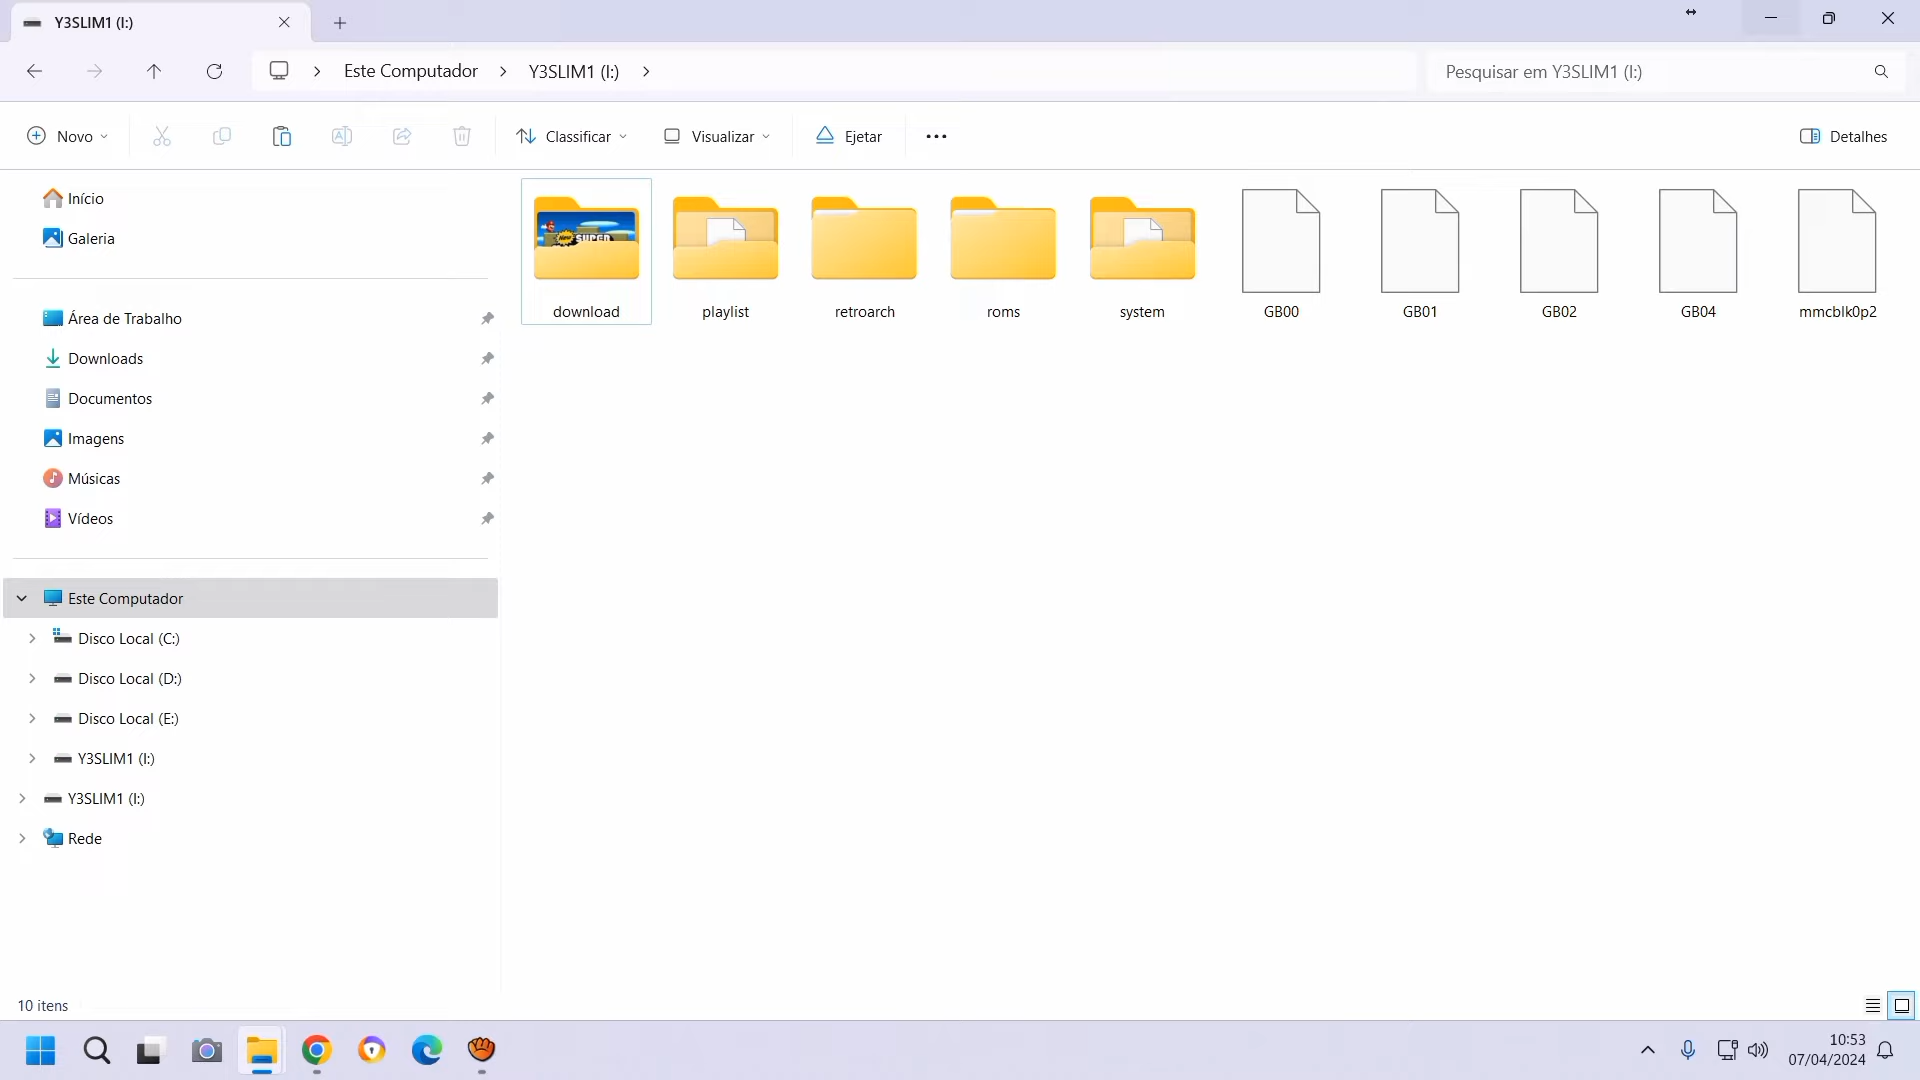 Y3SLIM1 (I:)
Este Computador
Y3SLIM1 (I:)
Pesquisar em Y3SLIM1 (I:)
Novo
Classificar
Visualizar
Ejetar
Detalhes
Início
Galeria
Área de Trabalho
Downloads
Documentos
Imagens
Músicas
Vídeos
Este Computador
Disco Local (C:)
Disco Local (D:)
Disco Local (E:)
Y3SLIM1 (I:)
Y3SLIM1 (I:)
Rede
New SUPER
download
playlist
retroarch
roms
system
GB00
GB01
GB02
GB04
mmcblk0p2
10 itens
10:53
07/04/2024